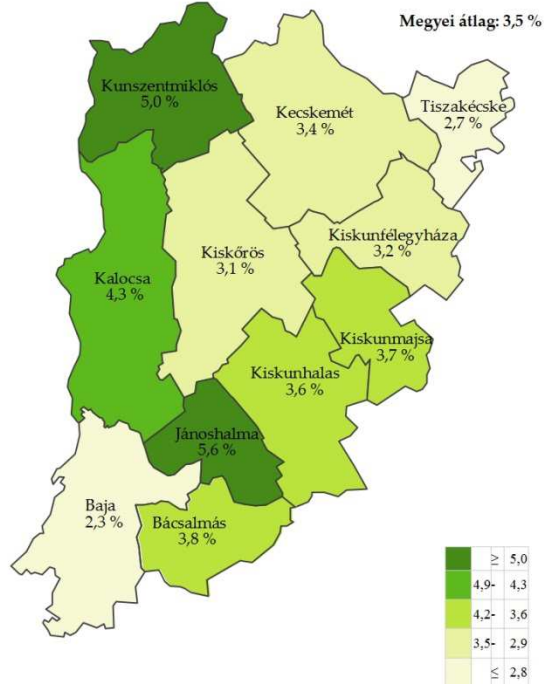 Megyei átlag: 3,5 %
Kunszentmiklós
5,0 %
Kecskemét
3,4 %
Tiszakécske
2,7 %
Kiskunfélegyháza
3,2 %
Kiskőrös
3,1 %
Kalocsa
4,3 %
Kiskunmajsa
3,7 %
Kiskunhalas
3,6 %
Jánoshalma
5,6 %
Baja
2,3 %
Bácsalmás
3,8 %
≥ 5,0
4,9- 4,3
4,2- 3,6
3,5- 2,9
≤ 2,8